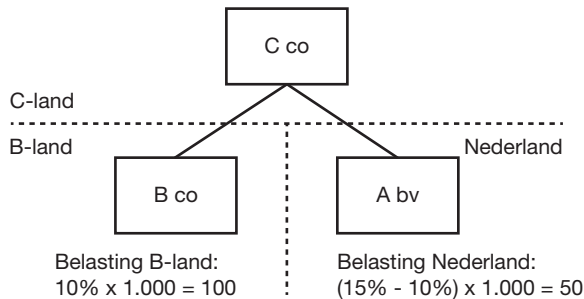 C co
C-land
B-land
Nederland
B co
A bv
Belasting B-land:
10% x 1.000 = 100
Belasting Nederland:
(15% - 10%) x 1.000 = 50